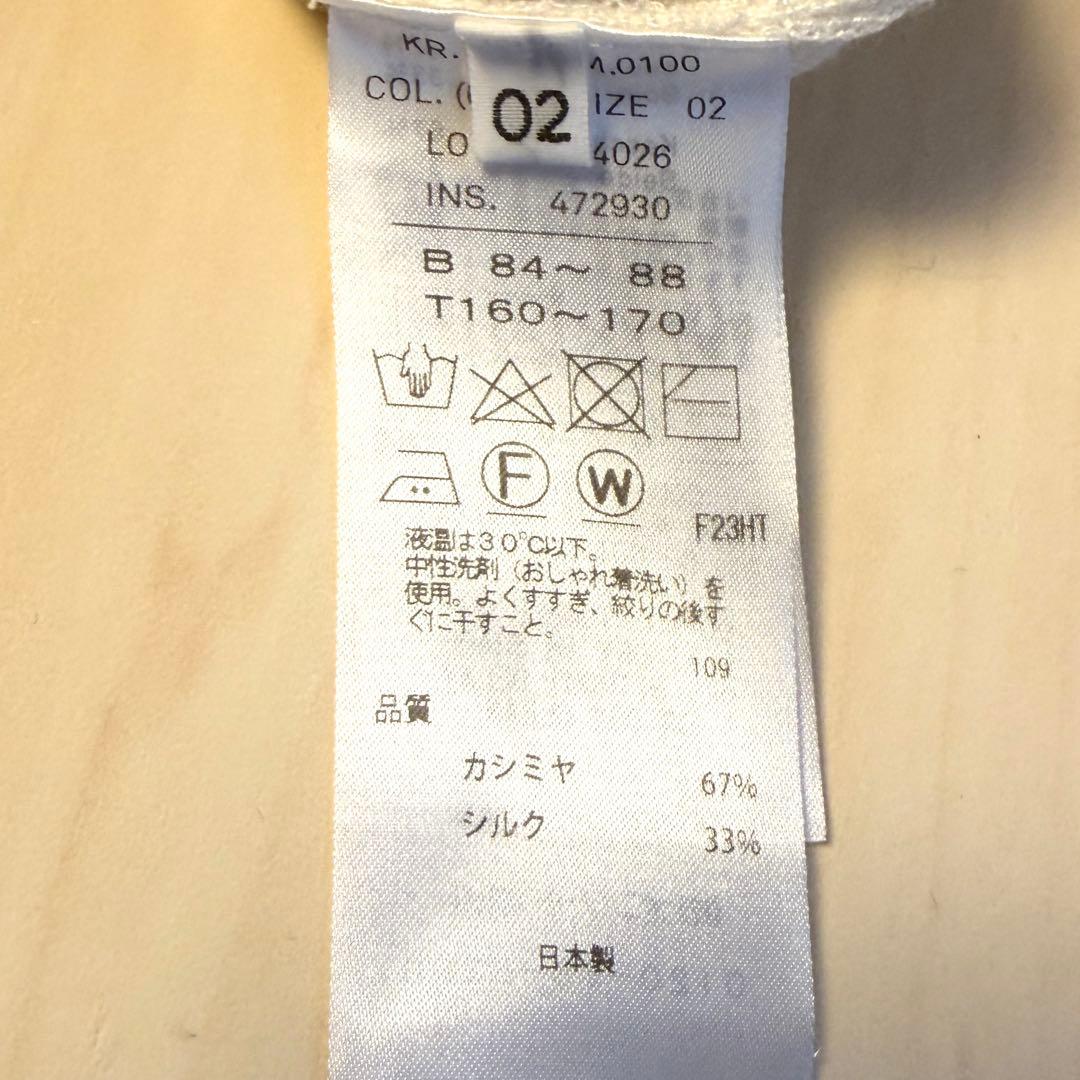 KR. .0100
COL. ( IZE 02
02
LO 4026
INS. 472930
B 84～ 88
T160～170
F
W
F23HT
液温は30℃以下。
中性洗剤（おしゃれ着洗い）を
使用。よくすすぎ、絞りの後す
ぐに干すこと。
109
品質
カシミヤ 67%
シルク 33%
日本製